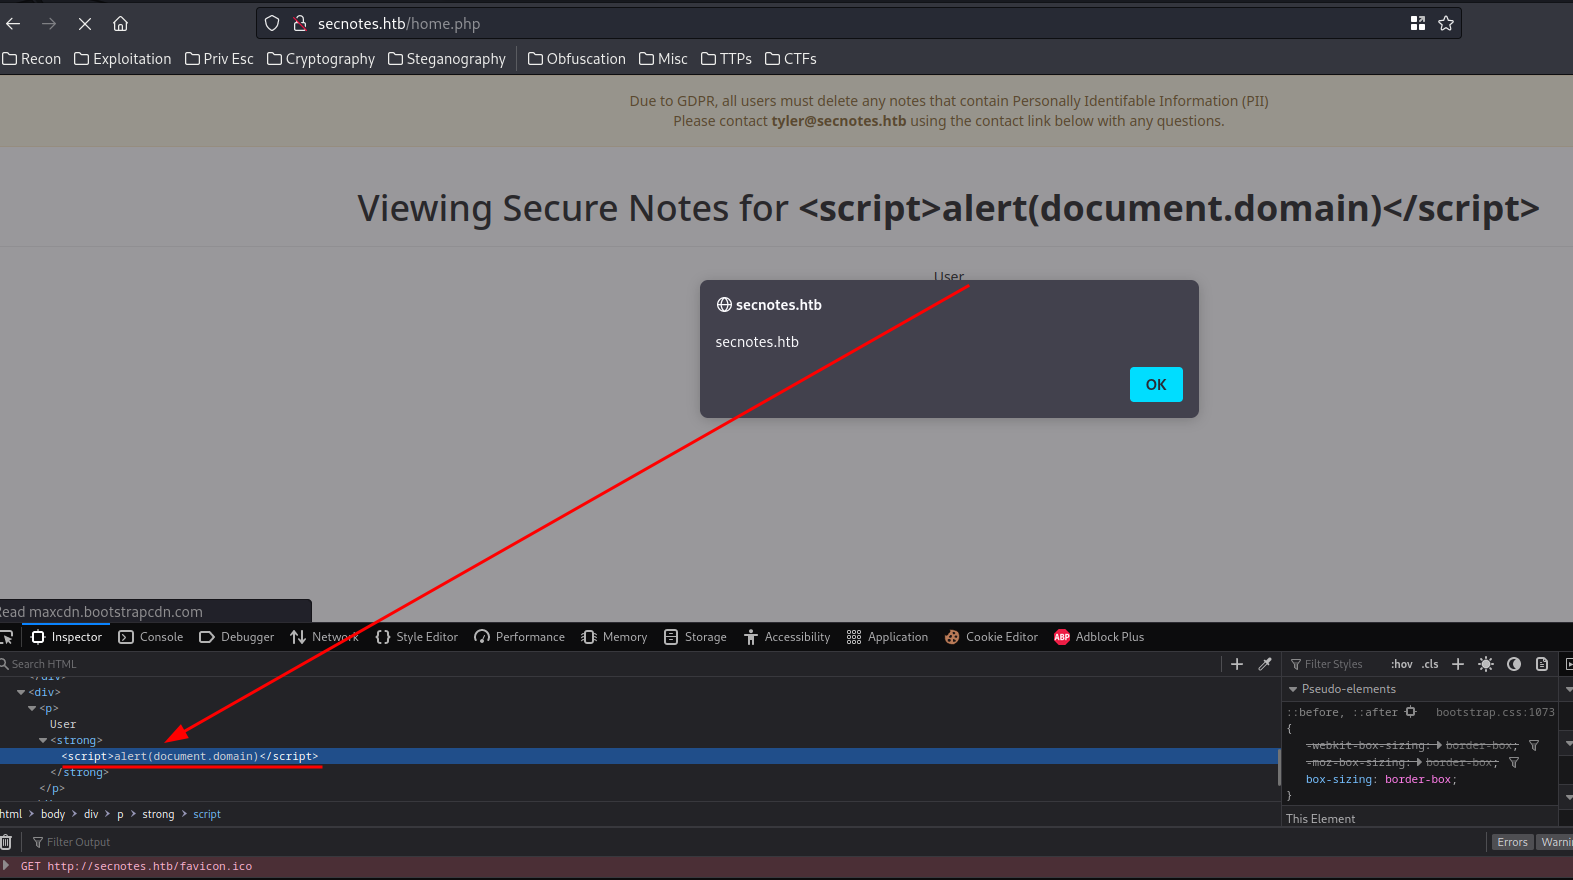 secnotes.htb/home.php
Recon Exploitation Priv Esc Cryptography Steganography Obfuscation Misc TTPs CTFs
Due to GDPR, all users must delete any notes that contain Personally Identifable Information (PII)
Please contact tyler@secnotes.htb using the contact link below with any questions.
Viewing Secure Notes for <script>alert(document.domain)</script>
User
secnotes.htb
secnotes.htb
OK
Read maxcdn.bootstrapcdn.com
Inspector Console Debugger Network Style Editor Performance Memory Storage Accessibility Application Cookie Editor ABP Adblock Plus
Search HTML
Filter Styles :hov .cls
</div>
<div>
<p>
User
<strong>
<script>alert(document.domain)</script>
</strong>
</p>
Pseudo-elements
::before, ::after bootstrap.css:1073
{
-webkit-box-sizing: border-box;
-moz-box-sizing: border-box;
box-sizing: border-box;
}
This Element
html > body > div > p > strong > script
Filter Output
Errors Warni
GET http://secnotes.htb/favicon.ico